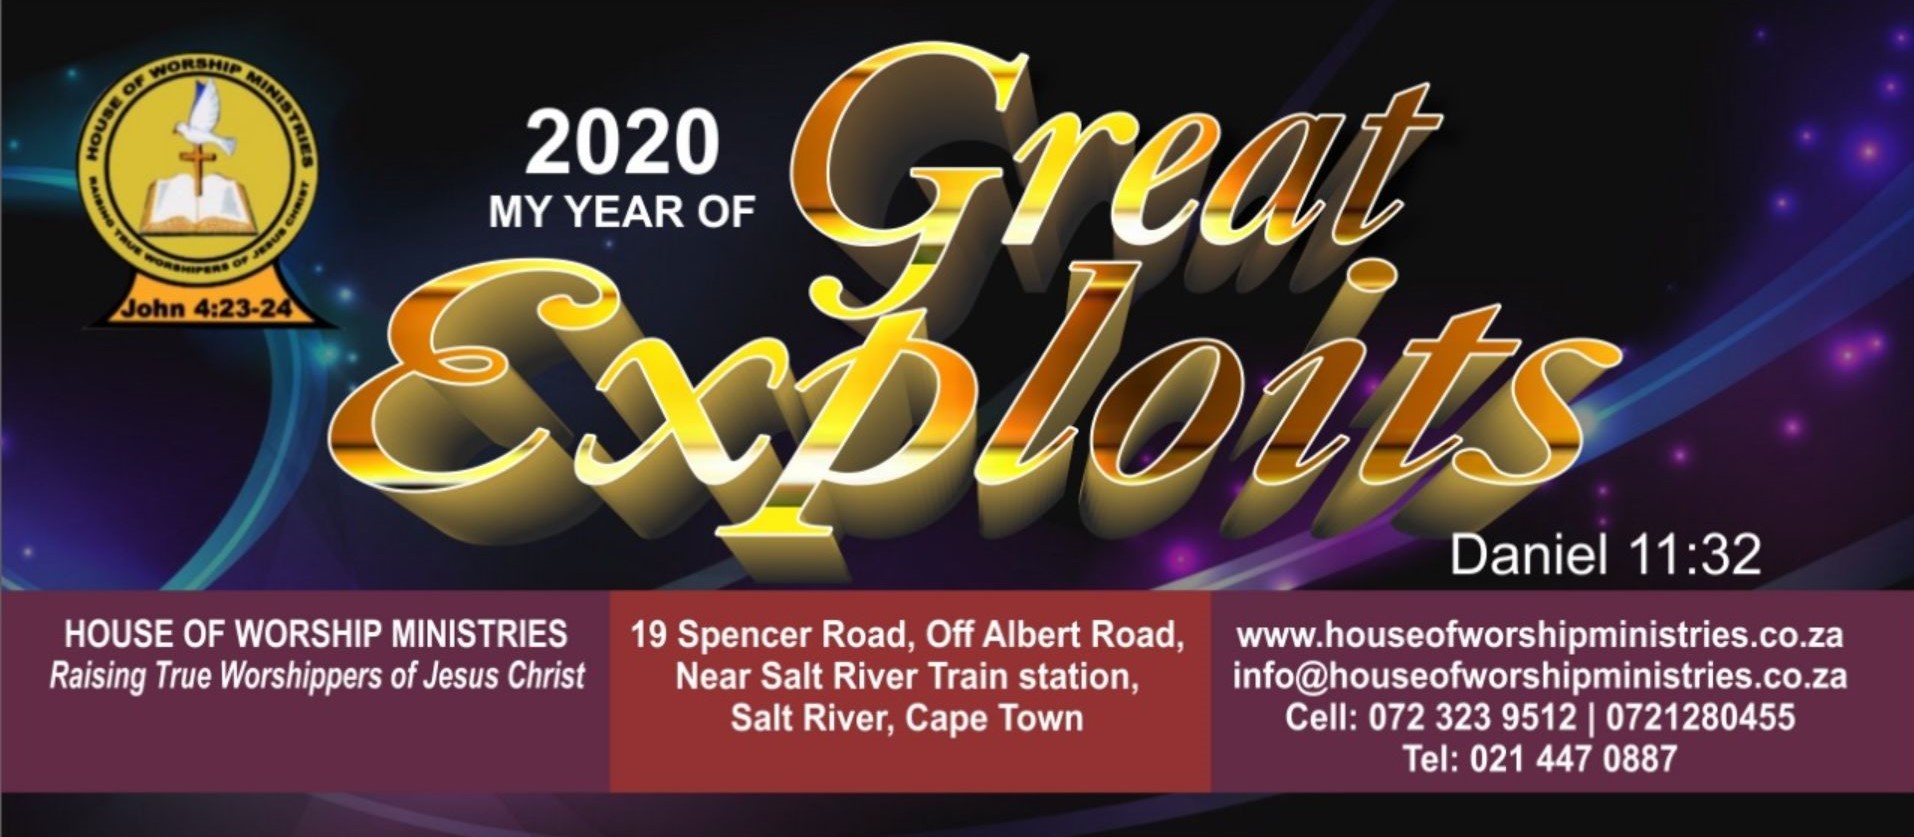 HOUSE OF WORSHIP MINISTRIES
RAISING TRUE WORSHIPERS OF JESUS CHRIST
John 4:23-24
2020
MY YEAR OF
Great
Exploits
Daniel 11:32
HOUSE OF WORSHIP MINISTRIES
Raising True Worshippers of Jesus Christ
19 Spencer Road, Off Albert Road,
Near Salt River Train station,
Salt River, Cape Town
www.houseofworshipministries.co.za
info@houseofworshipministries.co.za
Cell: 072 323 9512 | 0721280455
Tel: 021 447 0887